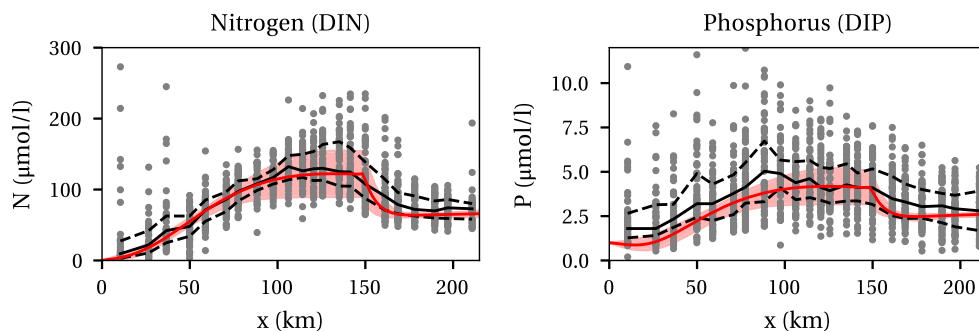 Nitrogen (DIN)
300
200
100
0
N (μmol/l)
0 50 100 150 200
x (km)
Phosphorus (DIP)
10.0
7.5
5.0
2.5
0.0
P (μmol/l)
0 50 100 150 200
x (km)